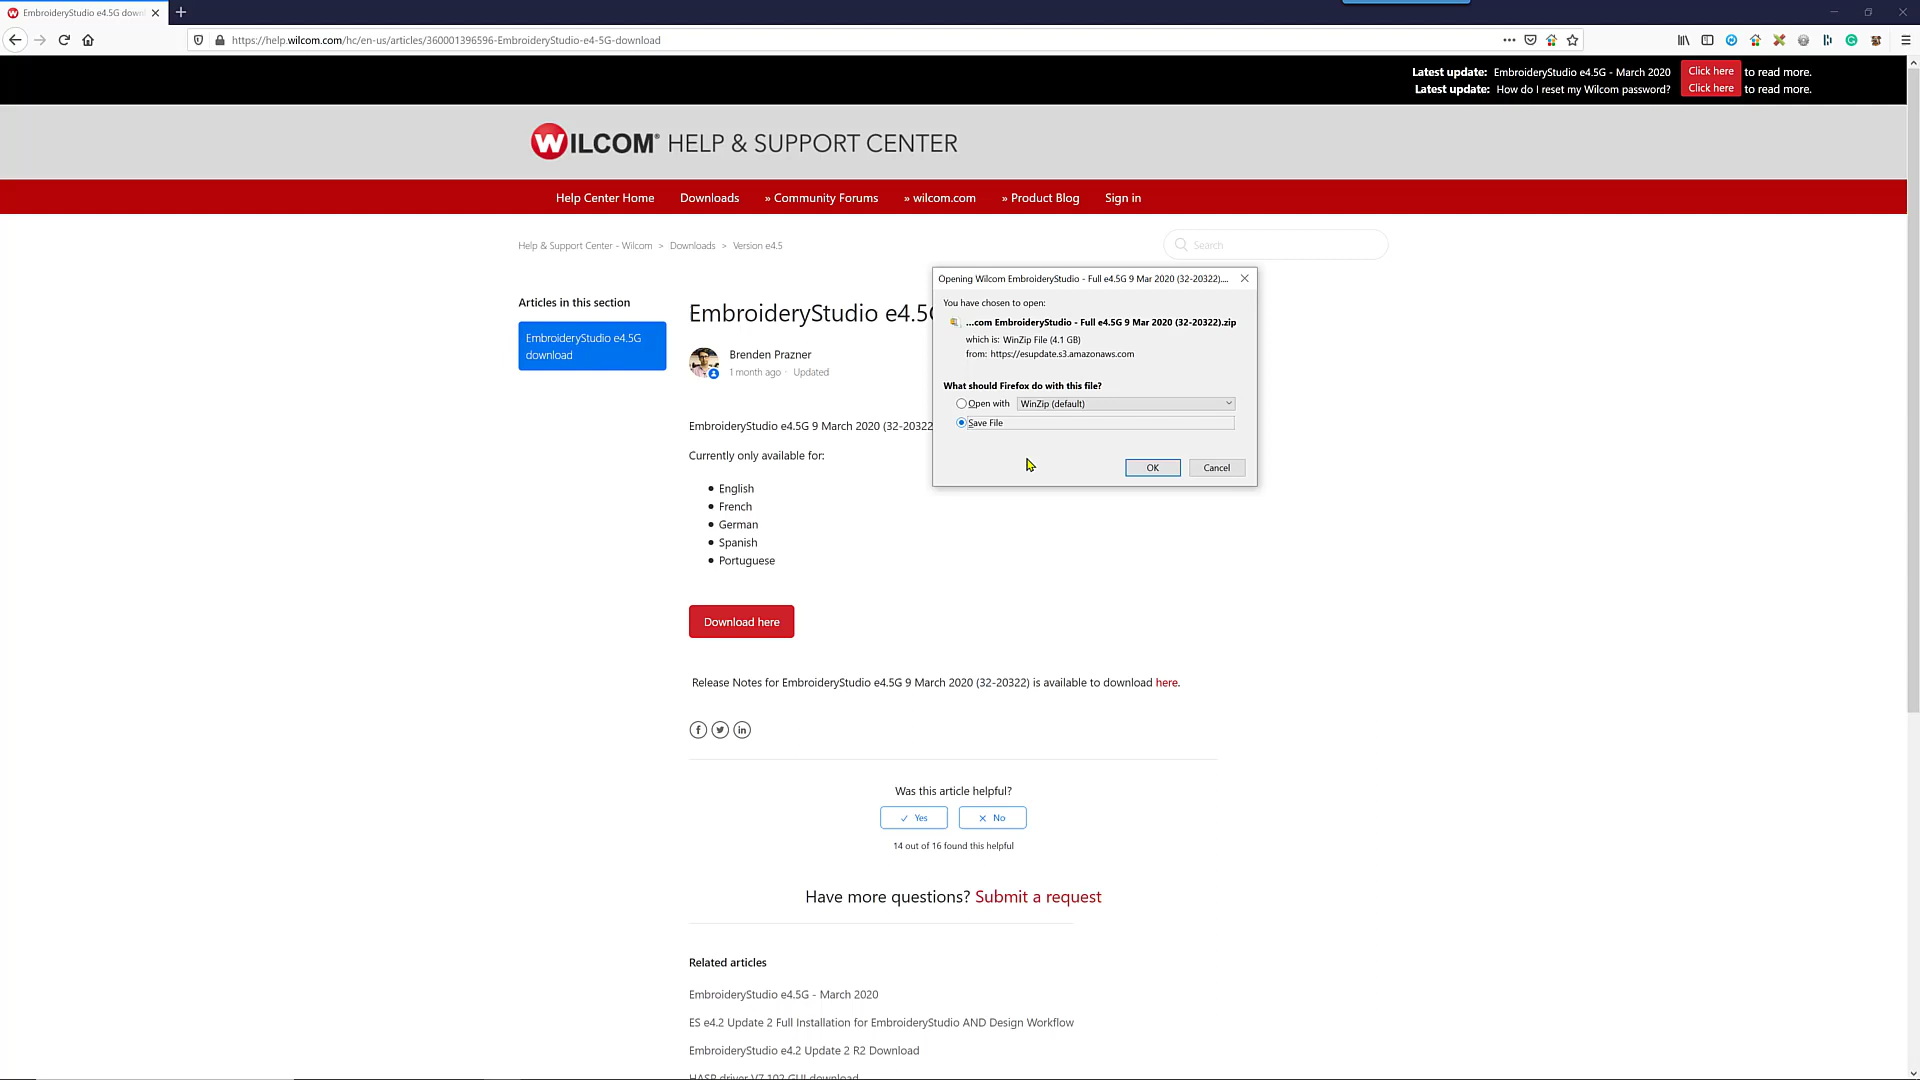 EmbroideryStudio e4.5G down
https://help.wilcom.com/hc/en-us/articles/360001396596-EmbroideryStudio-e4-5G-download
Latest update: EmbroideryStudio e4.5G - March 2020 Click here to read more.
Latest update: How do I reset my Wilcom password? Click here to read more.
WILCOM® HELP & SUPPORT CENTER
Help Center Home Downloads » Community Forums » wilcom.com » Product Blog Sign in
Help & Support Center - Wilcom > Downloads > Version e4.5
Search
Articles in this section
EmbroideryStudio e4.5G
download
EmbroideryStudio e4.5G
Brenden Prazner
1 month ago · Updated
EmbroideryStudio e4.5G 9 March 2020 (32-20322
Currently only available for:
English
French
German
Spanish
Portuguese
Opening Wilcom EmbroideryStudio - Full e4.5G 9 Mar 2020 (32-20322)....
You have chosen to open:
...com EmbroideryStudio - Full e4.5G 9 Mar 2020 (32-20322).zip
which is: WinZip File (4.1 GB)
from: https://esupdate.s3.amazonaws.com
What should Firefox do with this file?
Open with WinZip (default)
Save File
OK Cancel
Download here
Release Notes for EmbroideryStudio e4.5G 9 March 2020 (32-20322) is available to download here.
Was this article helpful?
Yes No
14 out of 16 found this helpful
Have more questions? Submit a request
Related articles
EmbroideryStudio e4.5G - March 2020
ES e4.2 Update 2 Full Installation for EmbroideryStudio AND Design Workflow
EmbroideryStudio e4.2 Update 2 R2 Download
HASP driver V7.102 GUI download